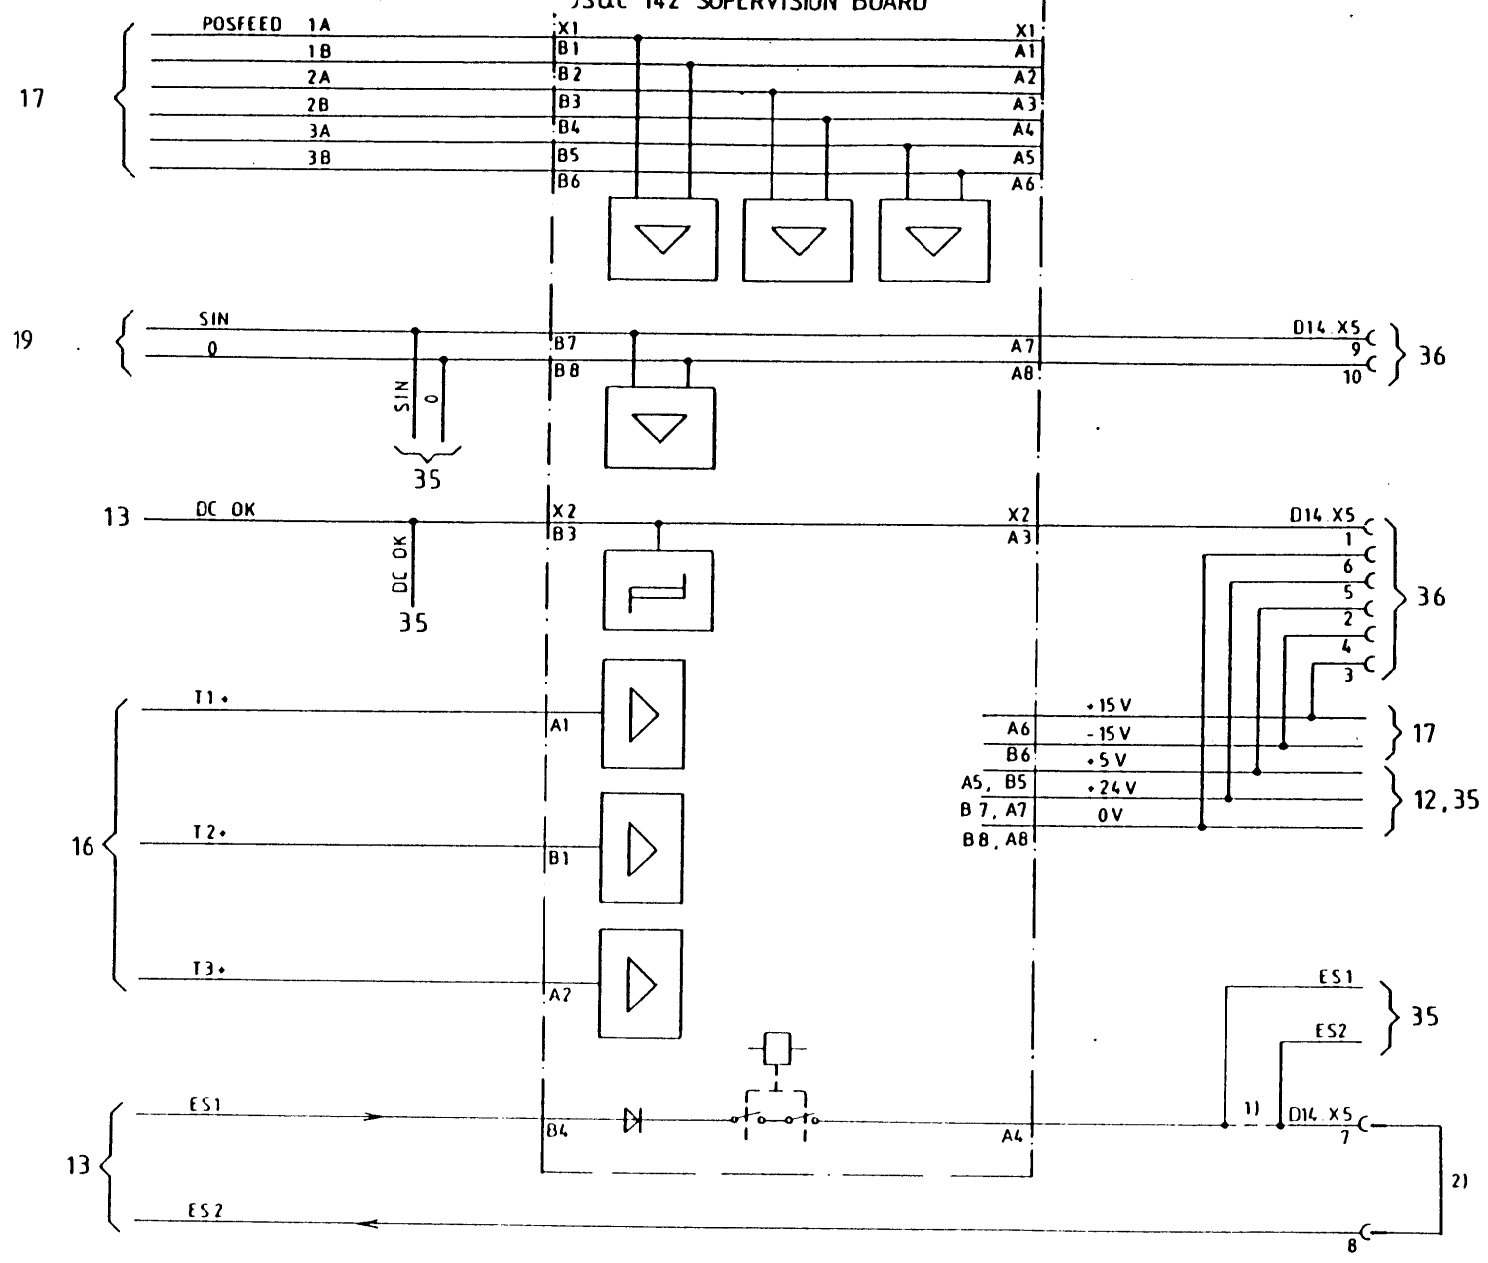 142 SUPERVISION BOARD
POSFEED 1A
X1
X1
B1
A1
1B
B2
A2
2A
17
B3
A3
2B
B4
A4
3A
B5
A5
3B
B6
A6
19
SIN
0
B7
A7
D14.X5
9
B8
A8
10
36
SIN
0
35
13
DC OK
X2
B3
X2
A3
D14.X5
1
6
5
2
4
3
36
DC OK
35
T1+
A1
A6
+15V
17
B6
-15V
A5, B5
+5V
B7, A7
+24V
12,35
B8, A8
0V
16
T2+
B1
T3+
A2
ES1
35
ES2
ES1
B4
A4
1)
D14.X5
7
13
2)
ES2
8